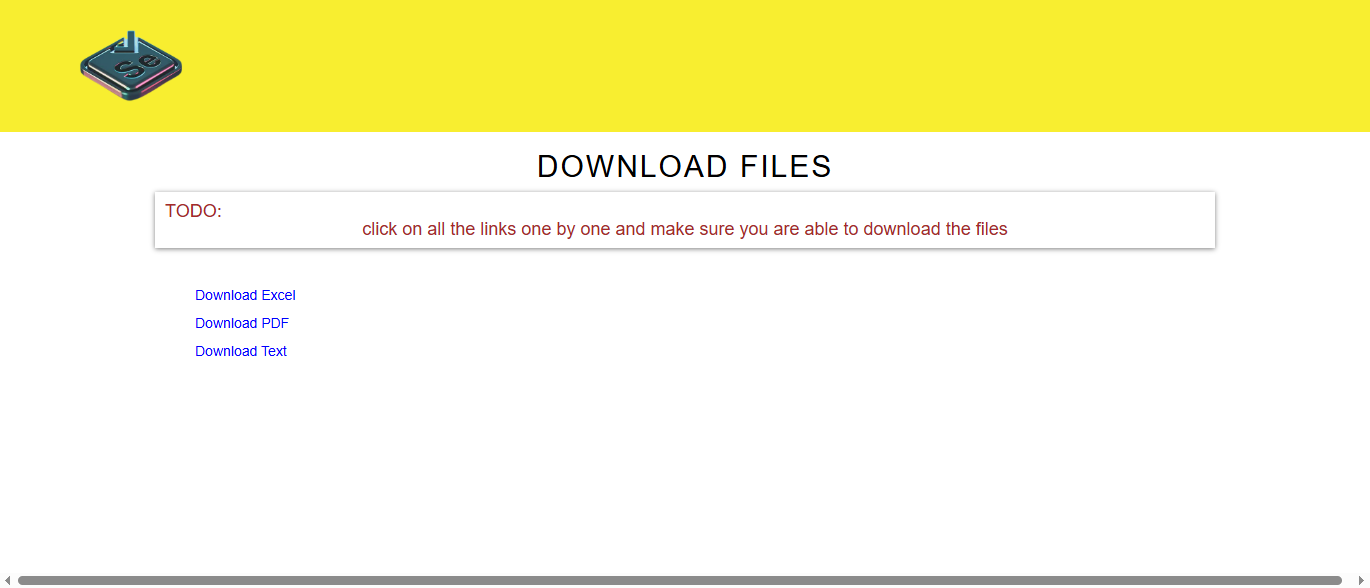 Se
DOWNLOAD FILES
TODO:
click on all the links one by one and make sure you are able to download the files
Download Excel
Download PDF
Download Text